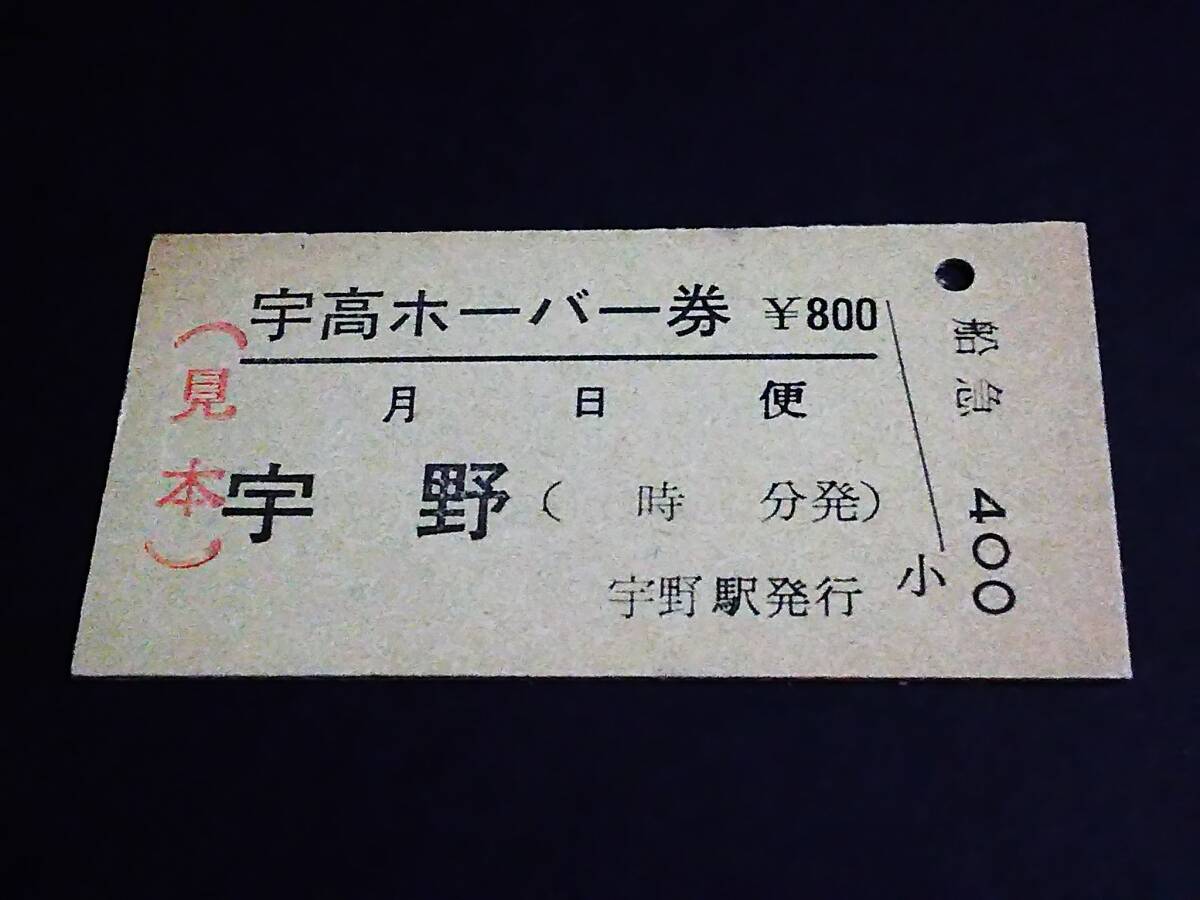 宇高ホーバー券 ￥800
月 日 便
宇野 ( 時 分発)
宇野駅発行
小
船急 400
(見本)